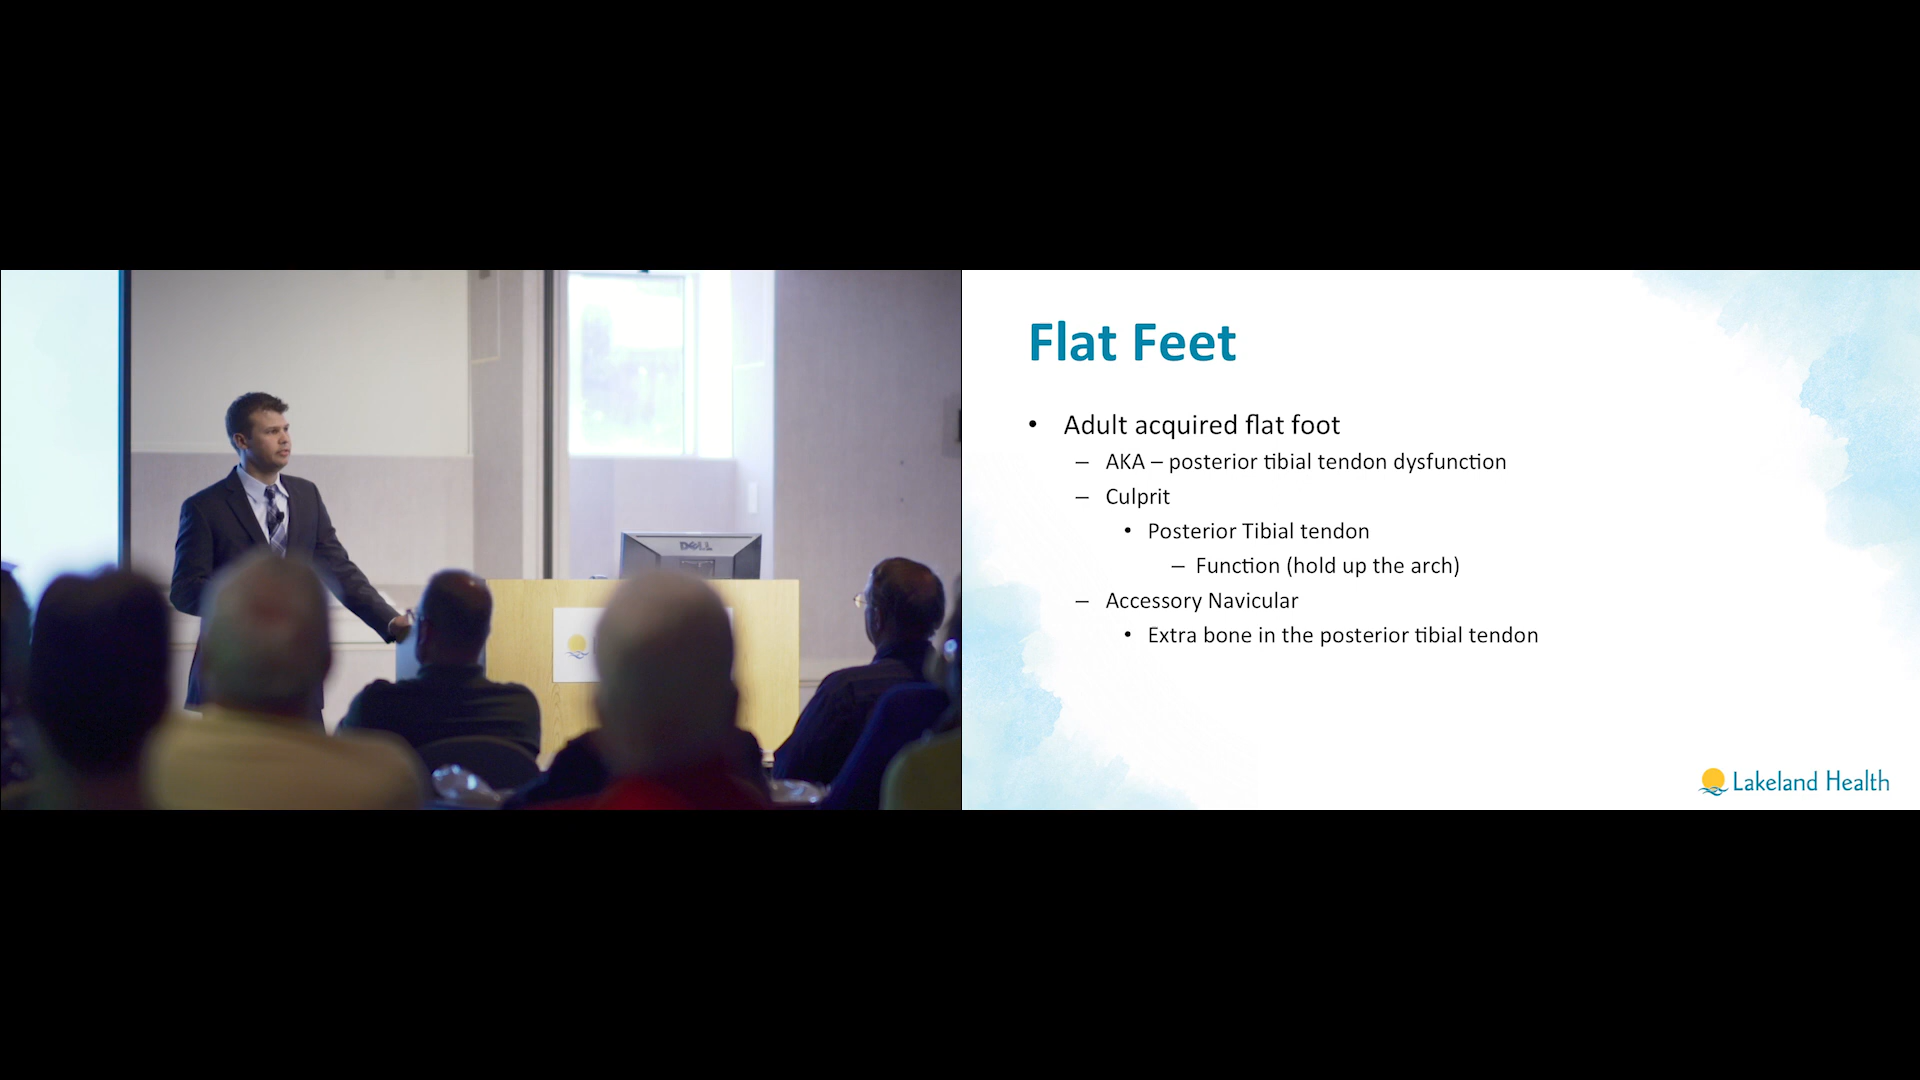 DELL
Flat Feet
• Adult acquired flat foot
– AKA – posterior tibial tendon dysfunction
– Culprit
• Posterior Tibial tendon
– Function (hold up the arch)
– Accessory Navicular
• Extra bone in the posterior tibial tendon
Lakeland Health